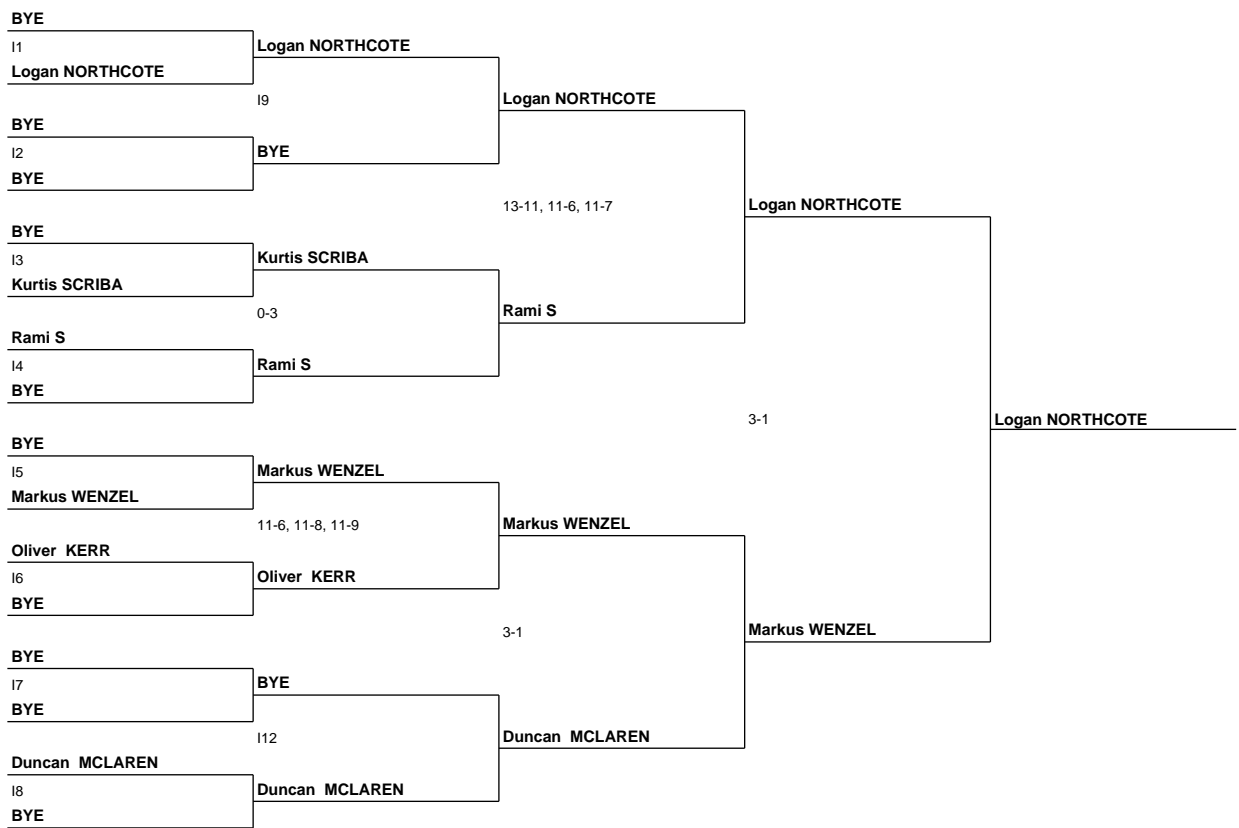 BYE
I1
Logan NORTHCOTE
Logan NORTHCOTE
I9
Logan NORTHCOTE
BYE
I2
BYE
BYE
13-11, 11-6, 11-7
Logan NORTHCOTE
BYE
I3
Kurtis SCRIBA
Kurtis SCRIBA
0-3
Rami S
Rami S
I4
BYE
Rami S
3-1
Logan NORTHCOTE
BYE
I5
Markus WENZEL
Markus WENZEL
11-6, 11-8, 11-9
Markus WENZEL
Oliver  KERR
I6
BYE
Oliver  KERR
3-1
Markus WENZEL
BYE
I7
BYE
BYE
I12
Duncan  MCLAREN
Duncan  MCLAREN
I8
BYE
Duncan  MCLAREN